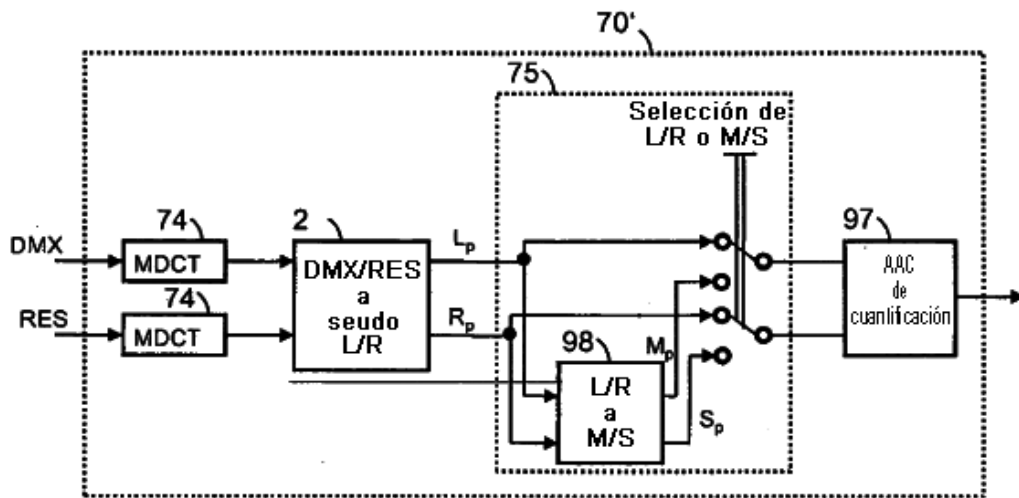 70'
75
Selección de
L/R o M/S
74
2
97
DMX
MDCT
DMX/RES
a
seudo
L/R
Lp
AAC
de
cuantificación
74
RES
MDCT
Rp
98
Mp
L/R
a
M/S
Sp